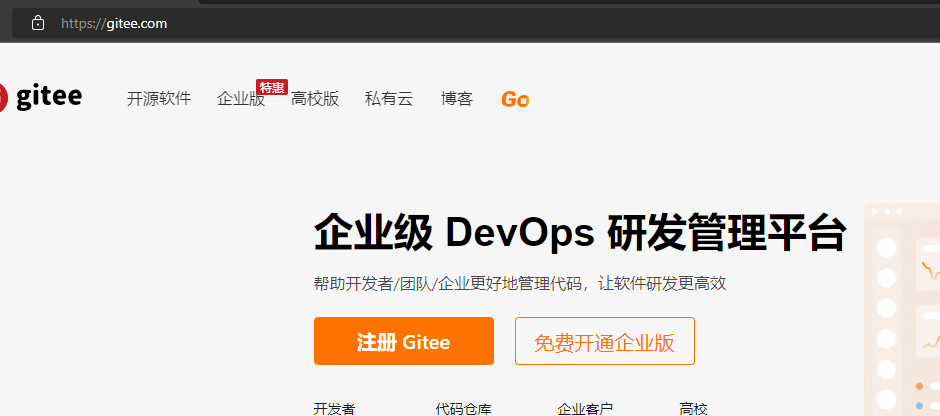 https://gitee.com
gitee 开源软件 企业版 特惠 高校版 私有云 博客 Go
企业级 DevOps 研发管理平台
帮助开发者/团队/企业更好地管理代码，让软件研发更高效
注册 Gitee 免费开通企业版
开发者 代码仓库 企业客户 高校